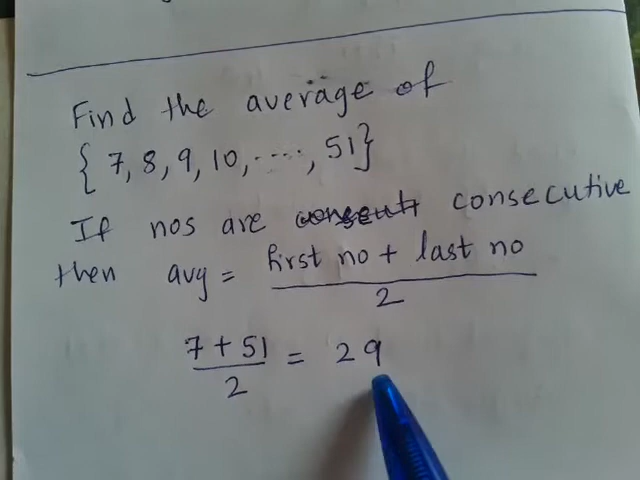 Find the average of
{ 7, 8, 9, 10, ....., 51}
If nos are consecutive
then avg = first no + last no
2
7 + 51 = 29
2